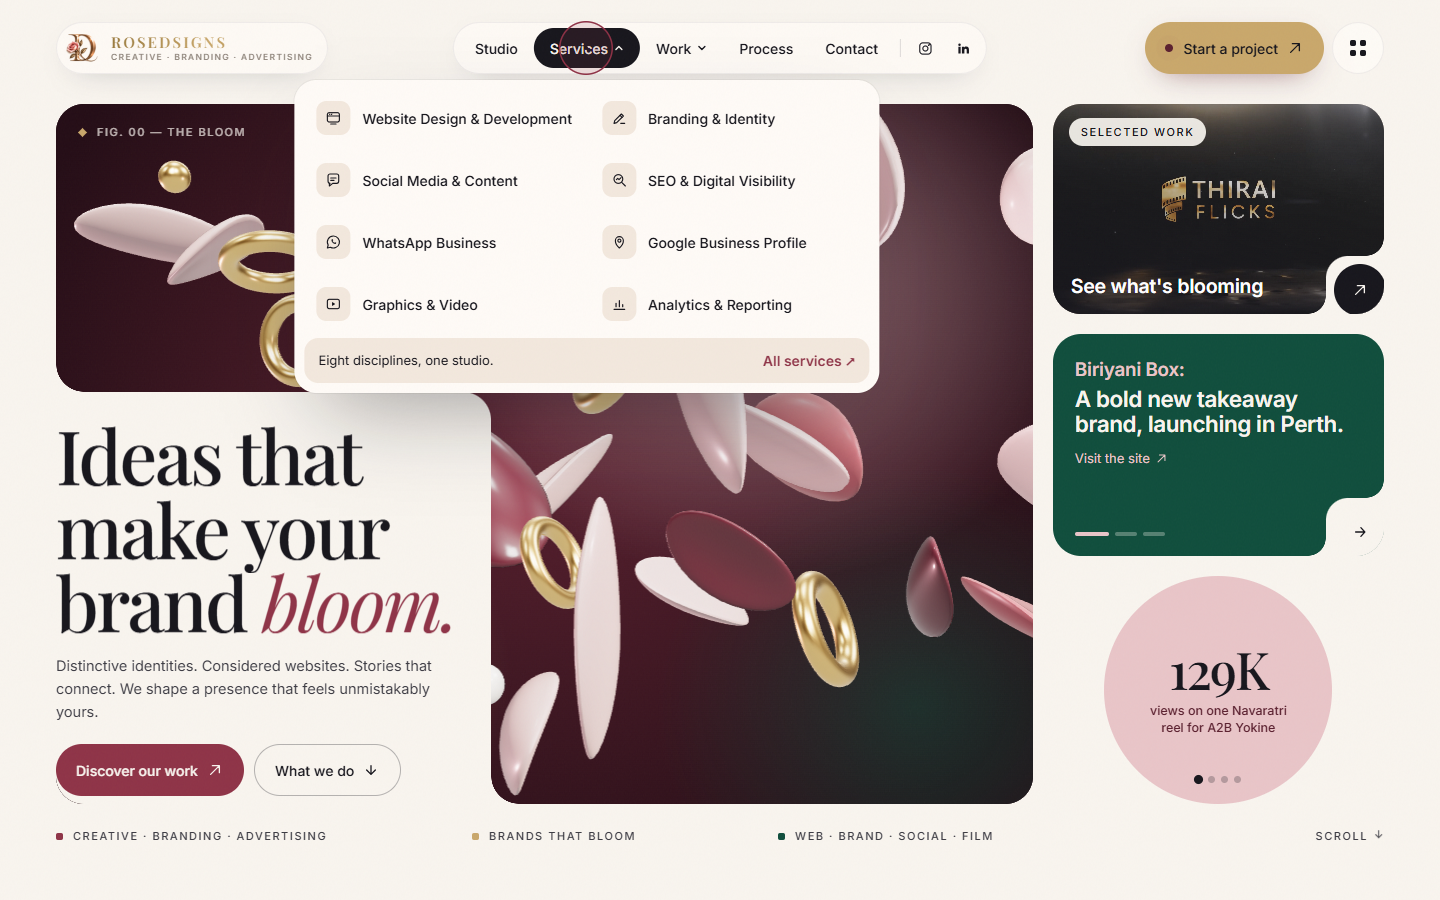 ROSEDSIGNS
CREATIVE · BRANDING · ADVERTISING
Studio
Services
Work
Process
Contact
Start a project
Website Design & Development
Branding & Identity
Social Media & Content
SEO & Digital Visibility
WhatsApp Business
Google Business Profile
Graphics & Video
Analytics & Reporting
Eight disciplines, one studio.
All services ↗
FIG. 00 — THE BLOOM
Ideas that
make your
brand bloom.
Distinctive identities. Considered websites. Stories that
connect. We shape a presence that feels unmistakably
yours.
Discover our work
What we do
SELECTED WORK
THIRAI
FLICKS
See what's blooming
Biriyani Box:
A bold new takeaway
brand, launching in Perth.
Visit the site ↗
129K
views on one Navaratri
reel for A2B Yokine
CREATIVE · BRANDING · ADVERTISING
BRANDS THAT BLOOM
WEB · BRAND · SOCIAL · FILM
SCROLL ↓